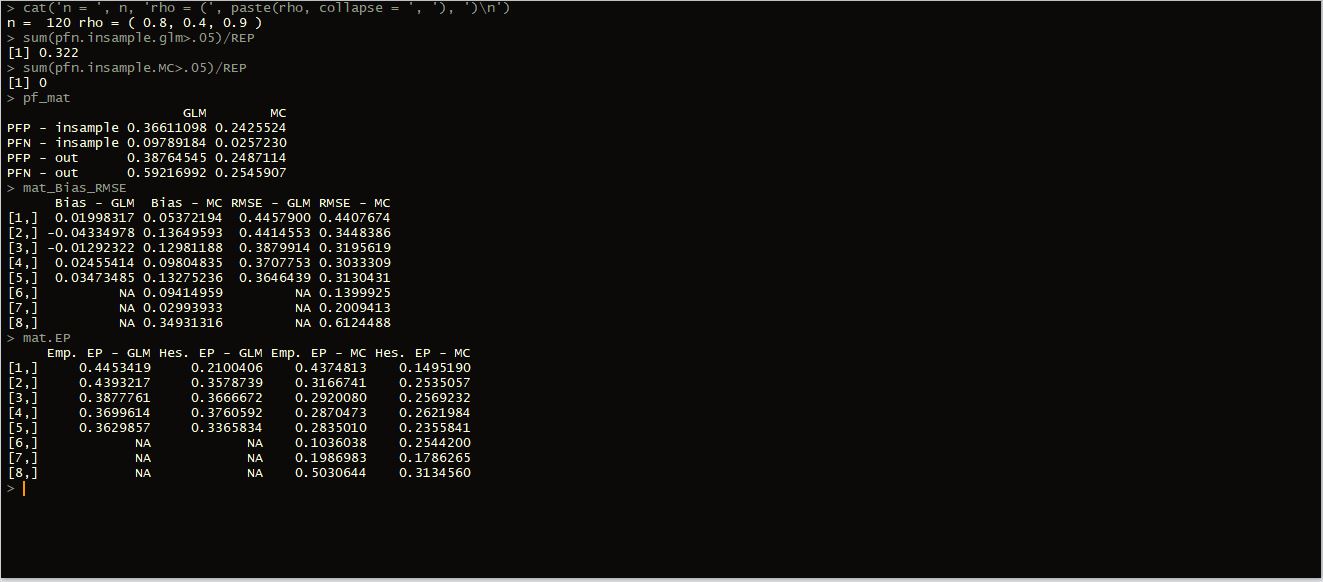 > cat('n = ', n, 'rho = (', paste(rho, collapse = ', '), ')\n')
n =  120 rho = ( 0.8, 0.4, 0.9 )
> sum(pfn.insample.glm>.05)/REP
[1] 0.322
> sum(pfn.insample.MC>.05)/REP
[1] 0
> pf_mat
                      GLM        MC
PFP - insample 0.36611098 0.2425524
PFN - insample 0.09789184 0.0257230
PFP - out      0.38764545 0.2487114
PFN - out      0.59216992 0.2545907
> mat_Bias_RMSE
      Bias - GLM  Bias - MC RMSE - GLM RMSE - MC
[1,]  0.01998317 0.05372194  0.4457900 0.4407674
[2,] -0.04334978 0.13649593  0.4414553 0.3448386
[3,] -0.01292322 0.12981188  0.3879914 0.3195619
[4,]  0.02455414 0.09804835  0.3707753 0.3033309
[5,]  0.03473485 0.13275236  0.3646439 0.3130431
[6,]          NA 0.09414959         NA 0.1399925
[7,]          NA 0.02993933         NA 0.2009413
[8,]          NA 0.34931316         NA 0.6124488
> mat.EP
     Emp. EP - GLM Hes. EP - GLM Emp. EP - MC Hes. EP - MC
[1,]     0.4453419     0.2100406    0.4374813    0.1495190
[2,]     0.4393217     0.3578739    0.3166741    0.2535057
[3,]     0.3877761     0.3666672    0.2920080    0.2569232
[4,]     0.3699614     0.3760592    0.2870473    0.2621984
[5,]     0.3629857     0.3365834    0.2835010    0.2355841
[6,]            NA            NA    0.1036038    0.2544200
[7,]            NA            NA    0.1986983    0.1786265
[8,]            NA            NA    0.5030644    0.3134560
>